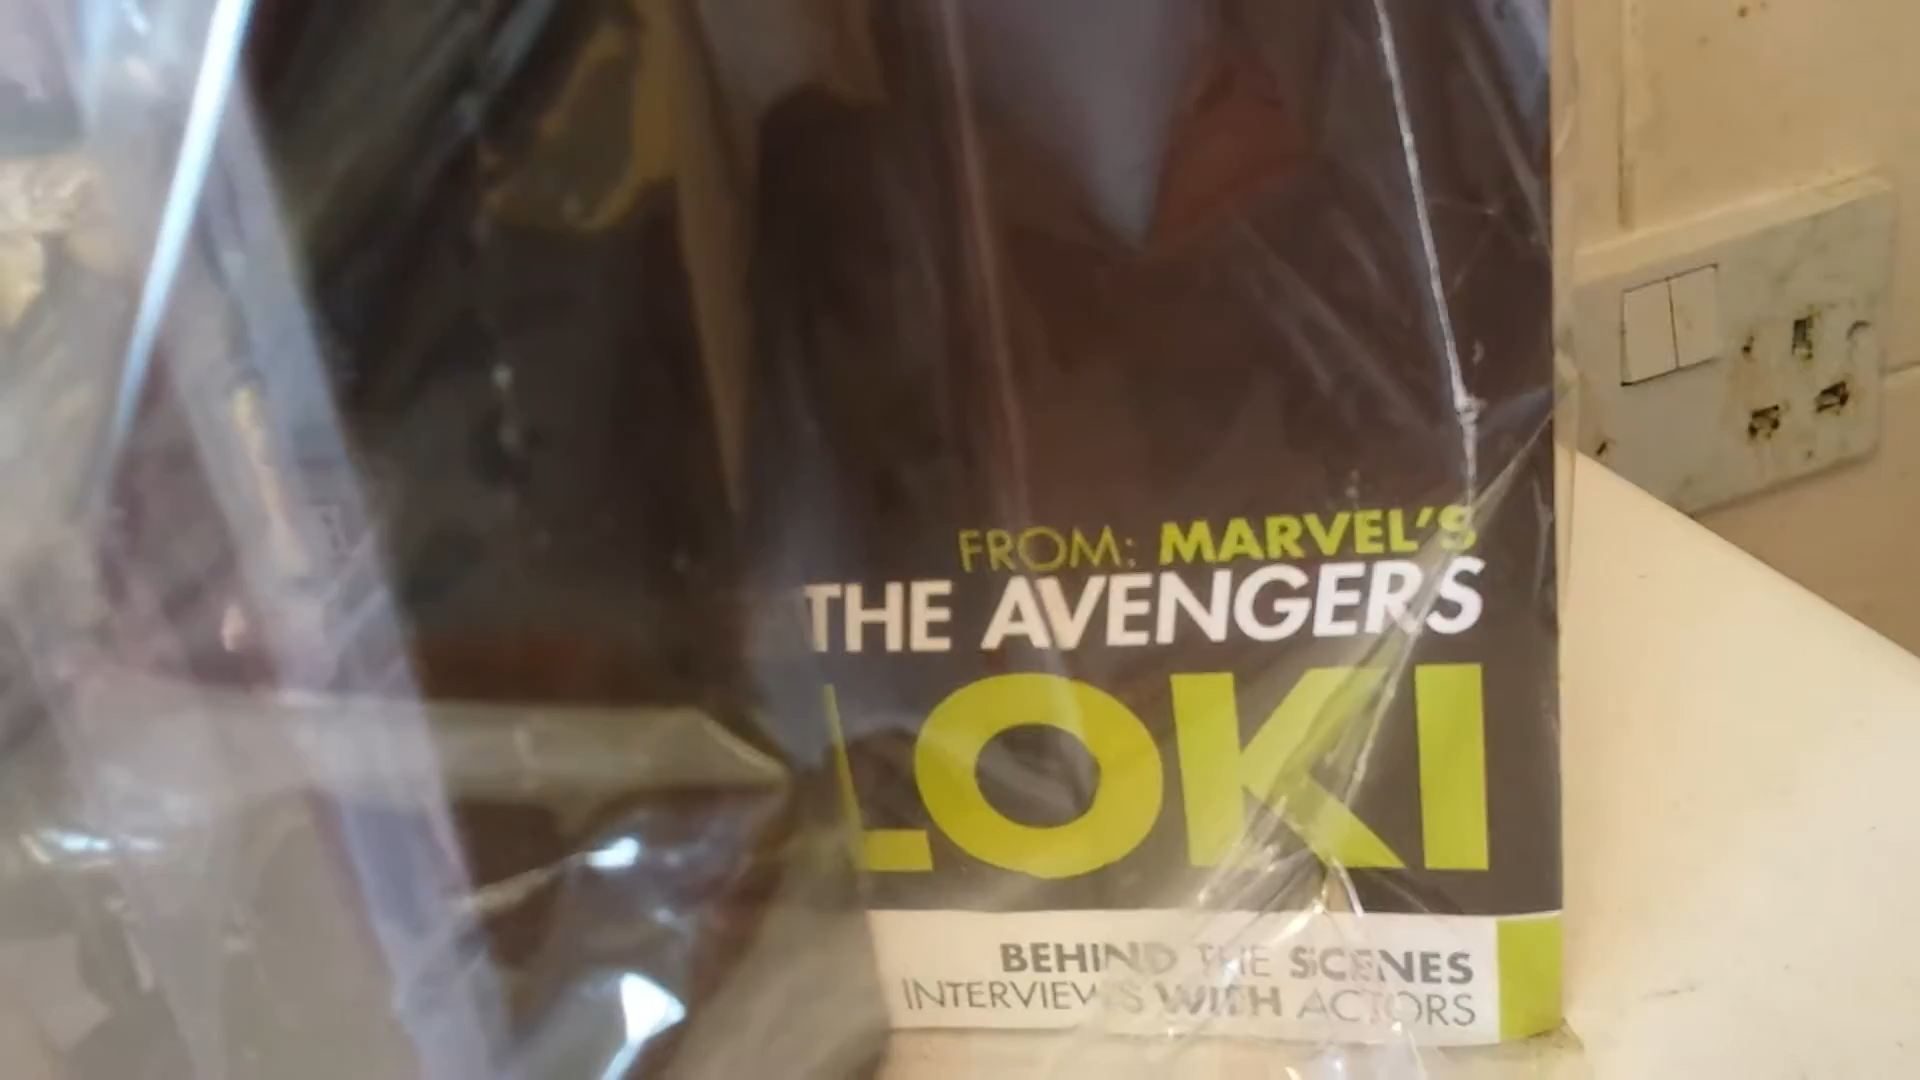 FROM: MARVEL'S
THE AVENGERS
LOKI
BEHIND THE SCENES
INTERVIEWS WITH ACTORS